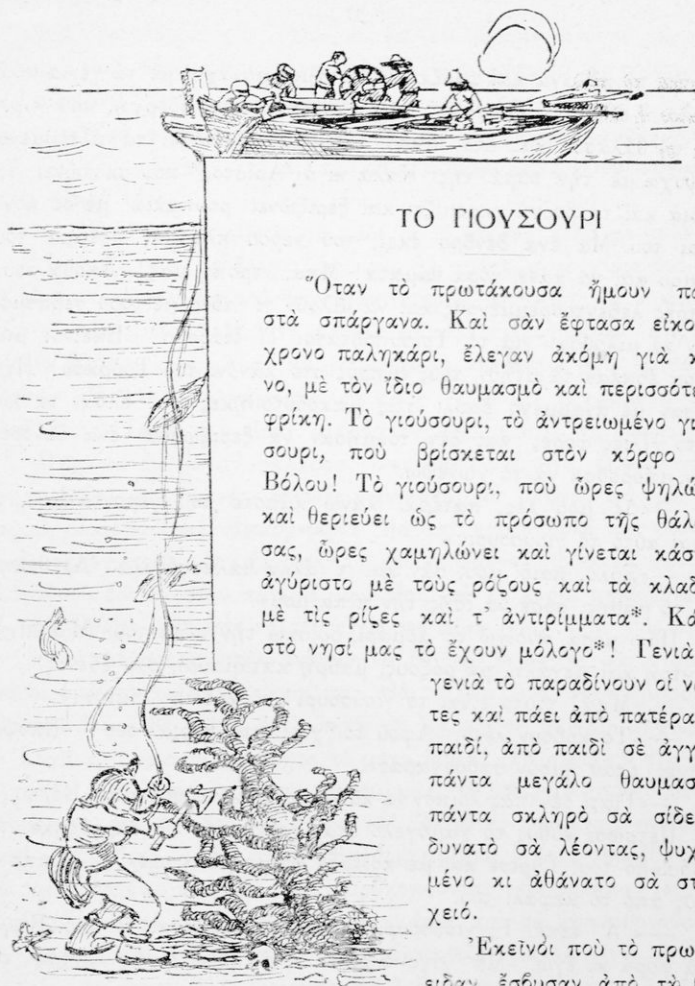 ΤΟ ΓΙΟΥΣΟΥΡΙ
Ὅταν τὸ πρωτάκουσα ἤμουν πα
στὰ σπάργανα. Καὶ σὰν ἔφτασα εἰκο
χρονο παληκάρι, ἔλεγαν ἀκόμη γιὰ κ
νο, μὲ τὸν ἴδιο θαυμασμὸ καὶ περισσότε
φρίκη. Τὸ γιούσουρι, τὸ ἀντρειωμένο γι
σουρι, ποὺ βρίσκεται στὸν κόρφο
Βόλου! Τὸ γιούσουρι, ποὺ ὧρες ψηλώ
καὶ θεριεύει ὡς τὸ πρόσωπο τῆς θάλ
σας, ὧρες χαμηλώνει καὶ γίνεται κάσ
ἀγύριστο μὲ τοὺς ρόζους καὶ τὰ κλαδ
μὲ τὶς ρίζες καὶ τ' ἀντιρίμματα*. Κά
στὸ νησί μας τὸ ἔχουν μόλογο*! Γενιὰ
γενιὰ τὸ παραδίνουν οἱ ν
τες καὶ πάει ἀπὸ πατέρα
παιδί, ἀπὸ παιδὶ σὲ ἀγγ
πάντα μεγάλο θαυμασ
πάντα σκληρὸ σὰ σίδε
δυνατὸ σὰ λέοντας, ψυχ
μένο κι ἀθάνατο σὰ στ
χειό.
Ἐκεῖνοι ποὺ τὸ πρω
ειδαν ἔσβυσαν ἀπὸ τὰ